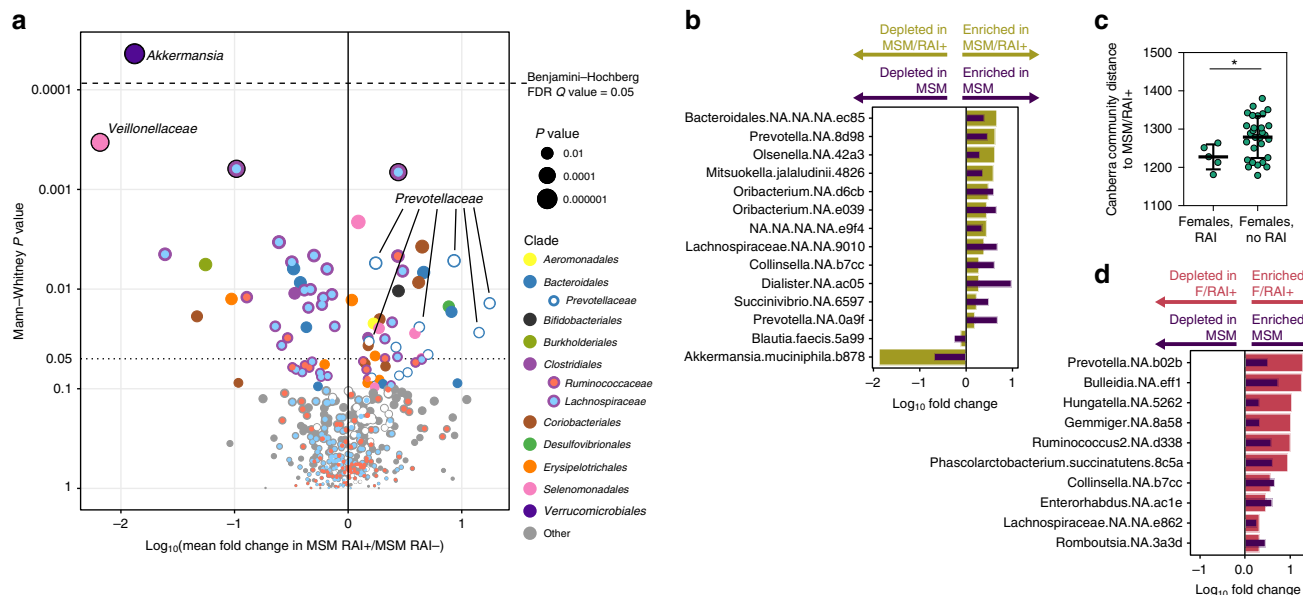 a
Akkermansia
Veillonellaceae
Prevotellaceae
Benjamini–Hochberg
FDR Q value = 0.05
P value
0.01
0.0001
0.000001
Clade
Aeromonadales
Bacteroidales
Prevotellaceae
Bifidobacteriales
Burkholderiales
Clostridiales
Ruminococcaceae
Lachnospiraceae
Coriobacteriales
Desulfovibrionales
Erysipelotrichales
Selenomonadales
Verrucomicrobiales
Other
Mann–Whitney P value
0.0001
0.001
0.01
0.05
0.1
1
−2
−1
0
1
Log10(mean fold change in MSM RAI+/MSM RAI−)
b
Depleted in
MSM/RAI+
Enriched in
MSM/RAI+
Depleted in
MSM
Enriched in
MSM
Bacteroidales.NA.NA.NA.ec85
Prevotella.NA.8d98
Olsenella.NA.42a3
Mitsuokella.jalaludinii.4826
Oribacterium.NA.d6cb
Oribacterium.NA.e039
NA.NA.NA.NA.e9f4
Lachnospiraceae.NA.NA.9010
Collinsella.NA.b7cc
Dialister.NA.ac05
Succinivibrio.NA.6597
Prevotella.NA.0a9f
Blautia.faecis.5a99
Akkermansia.muciniphila.b878
−2
−1
0
1
Log10 fold change
c
Canberra community distance
to MSM/RAI+
1500
1400
1300
1200
1100
*
Females,
RAI
Females,
no RAI
d
Depleted in
F/RAI+
Enriched
F/RAI+
Depleted in
MSM
Enriched
MSM
Prevotella.NA.b02b
Bulleidia.NA.eff1
Hungatella.NA.5262
Gemmiger.NA.8a58
Ruminococcus2.NA.d338
Phascolarctobacterium.succinatutens.8c5a
Collinsella.NA.b7cc
Enterorhabdus.NA.ac1e
Lachnospiraceae.NA.NA.e862
Romboutsia.NA.3a3d
−1
0.0
1
Log10 fold change